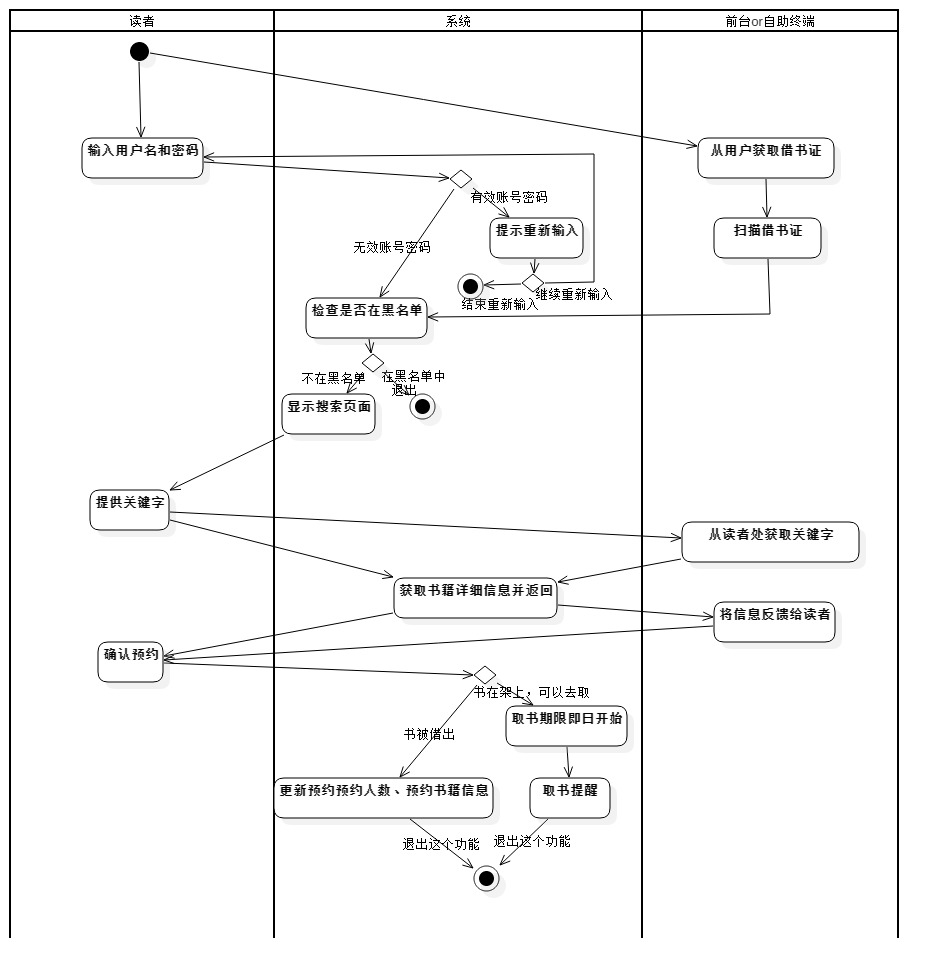 读者
系统
前台or自助终端
输入用户名和密码
从用户获取借书证
有效账号密码
提示重新输入
扫描借书证
无效账号密码
继续重新输入
结束重新输入
检查是否在黑名单
不在黑名单
在黑名单中
退出
显示搜索页面
提供关键字
从读者处获取关键字
获取书籍详细信息并返回
将信息反馈给读者
确认预约
书在架上，可以去取
取书期限即日开始
书被借出
更新预约预约人数、预约书籍信息
取书提醒
退出这个功能
退出这个功能